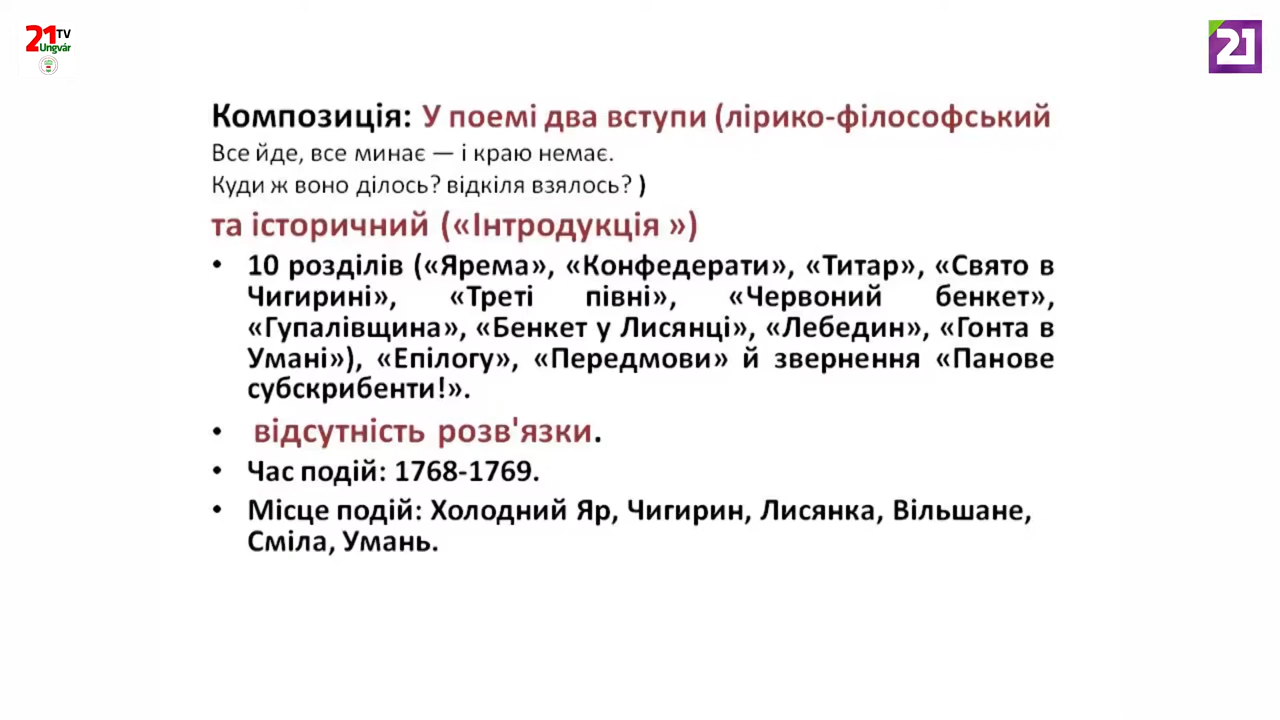 21 TV
Ungvár
21
Композиція: У поемі два вступи (лірико-філософський
Все йде, все минає — і краю немає.
Куди ж воно ділось? відкіля взялось? )
та історичний («Інтродукція »)
• 10 розділів («Ярема», «Конфедерати», «Титар», «Свято в
Чигирині», «Треті півні», «Червоний бенкет»,
«Гупалівщина», «Бенкет у Лисянці», «Лебедин», «Гонта в
Умані»), «Епілогу», «Передмови» й звернення «Панове
субскрибенти!».
• відсутність розв'язки.
• Час подій: 1768-1769.
• Місце подій: Холодний Яр, Чигирин, Лисянка, Вільшане,
Сміла, Умань.